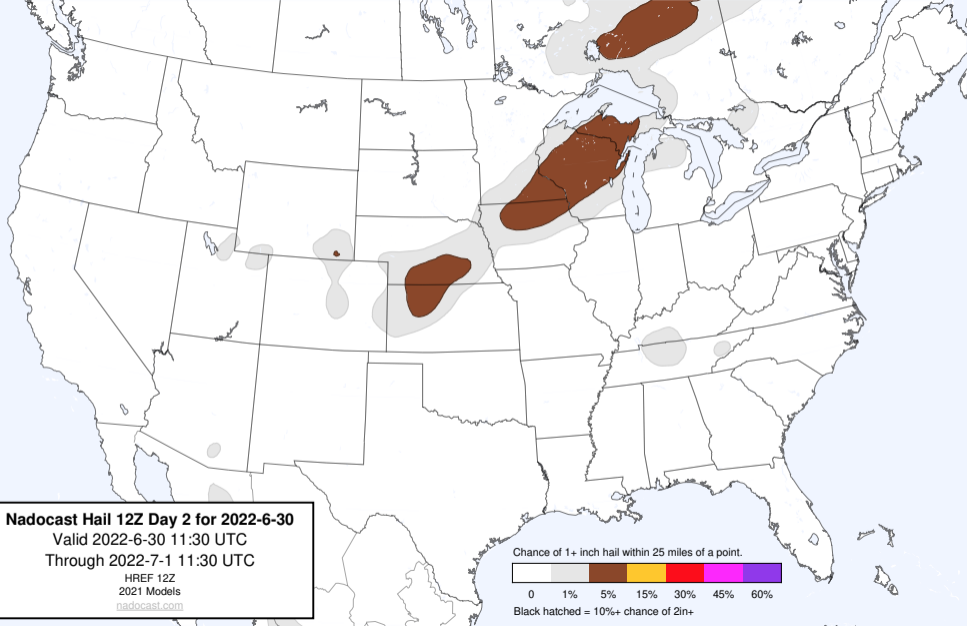 Nadocast Hail 12Z Day 2 for 2022-6-30
Valid 2022-6-30 11:30 UTC
Through 2022-7-1 11:30 UTC
HREF 12Z
2021 Models
nadocast.com
Chance of 1+ inch hail within 25 miles of a point.
0 1% 5% 15% 30% 45% 60%
Black hatched = 10%+ chance of 2in+